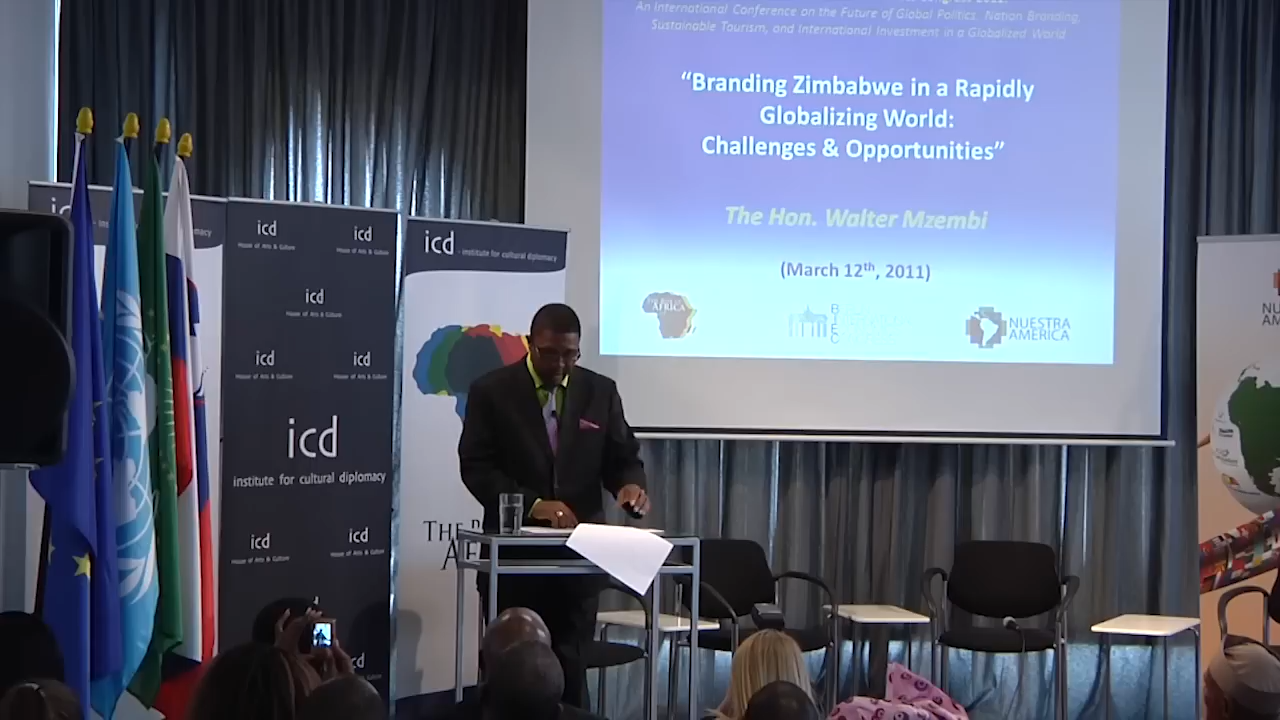 An International Conference on the Future of Global Politics, Nation Branding,
Sustainable Tourism, and International Investment in a Globalized World
“Branding Zimbabwe in a Rapidly
Globalizing World:
Challenges & Opportunities”
The Hon. Walter Mzembi
(March 12th, 2011)
AFRICA
NUESTRA
AMERICA
icd
House of Arts & Culture
icd
House of Arts & Culture
icd
House of Arts & Culture
icd
House of Arts & Culture
icd
House of Arts & Culture
icd
institute for cultural diplomacy
icd
House of Arts & Culture
icd
House of Arts & Culture
icd - institute for cultural diplomacy
THE